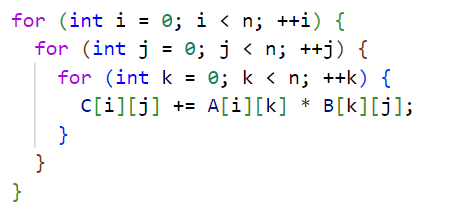 for (int i = 0; i < n; ++i) {
  for (int j = 0; j < n; ++j) {
    for (int k = 0; k < n; ++k) {
      C[i][j] += A[i][k] * B[k][j];
    }
  }
}